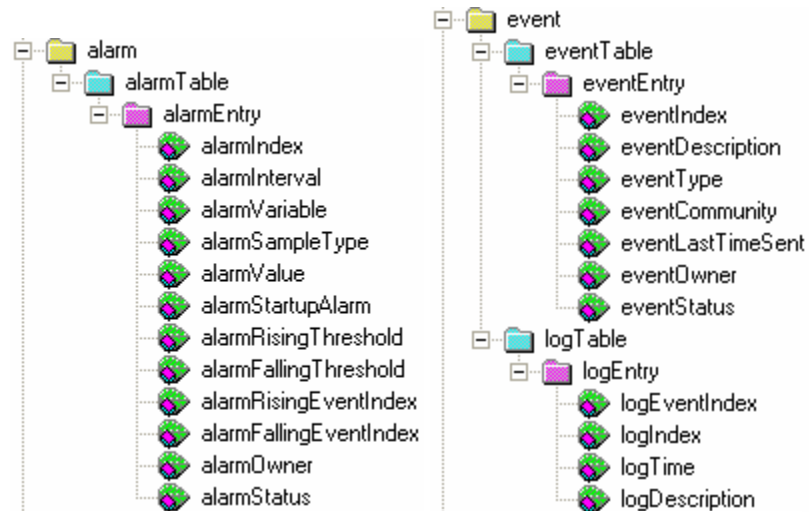 alarm
alarmTable
alarmEntry
alarmIndex
alarmInterval
alarmVariable
alarmSampleType
alarmValue
alarmStartupAlarm
alarmRisingThreshold
alarmFallingThreshold
alarmRisingEventIndex
alarmFallingEventIndex
alarmOwner
alarmStatus
event
eventTable
eventEntry
eventIndex
eventDescription
eventType
eventCommunity
eventLastTimeSent
eventOwner
eventStatus
logTable
logEntry
logEventIndex
logIndex
logTime
logDescription